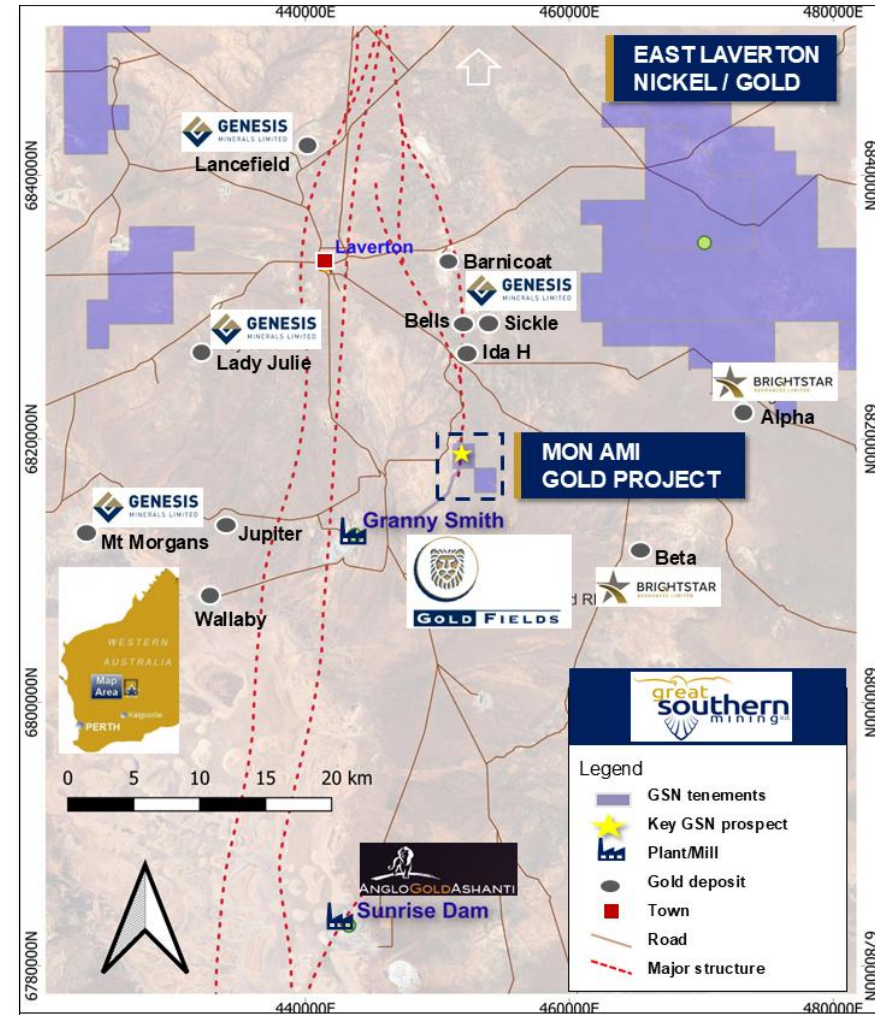 440000E
460000E
480000E
EAST LAVERTON
NICKEL / GOLD
GENESIS
MINERALS LIMITED
Lancefield
6840000N
6840000N
Laverton
Barnicoat
GENESIS
MINERALS LIMITED
Bells
Sickle
Ida H
GENESIS
MINERALS LIMITED
Lady Julie
BRIGHTSTAR
RESOURCES LIMITED
Alpha
6820000N
6820000N
MON AMI
GOLD PROJECT
GENESIS
MINERALS LIMITED
Mt Morgans
Jupiter
Granny Smith
GOLD FIELDS
Beta
BRIGHTSTAR
RESOURCES LIMITED
Wallaby
WESTERN
AUSTRALIA
Map
Area
Kalgoorlie
PERTH
6800000N
6800000N
great
southern
mining
Legend
GSN tenements
Key GSN prospect
Plant/Mill
Gold deposit
Town
Road
Major structure
0 5 10 15 20 km
ANGLOGOLDASHANTI
Sunrise Dam
6780000N
6780000N
440000E
460000E
480000E